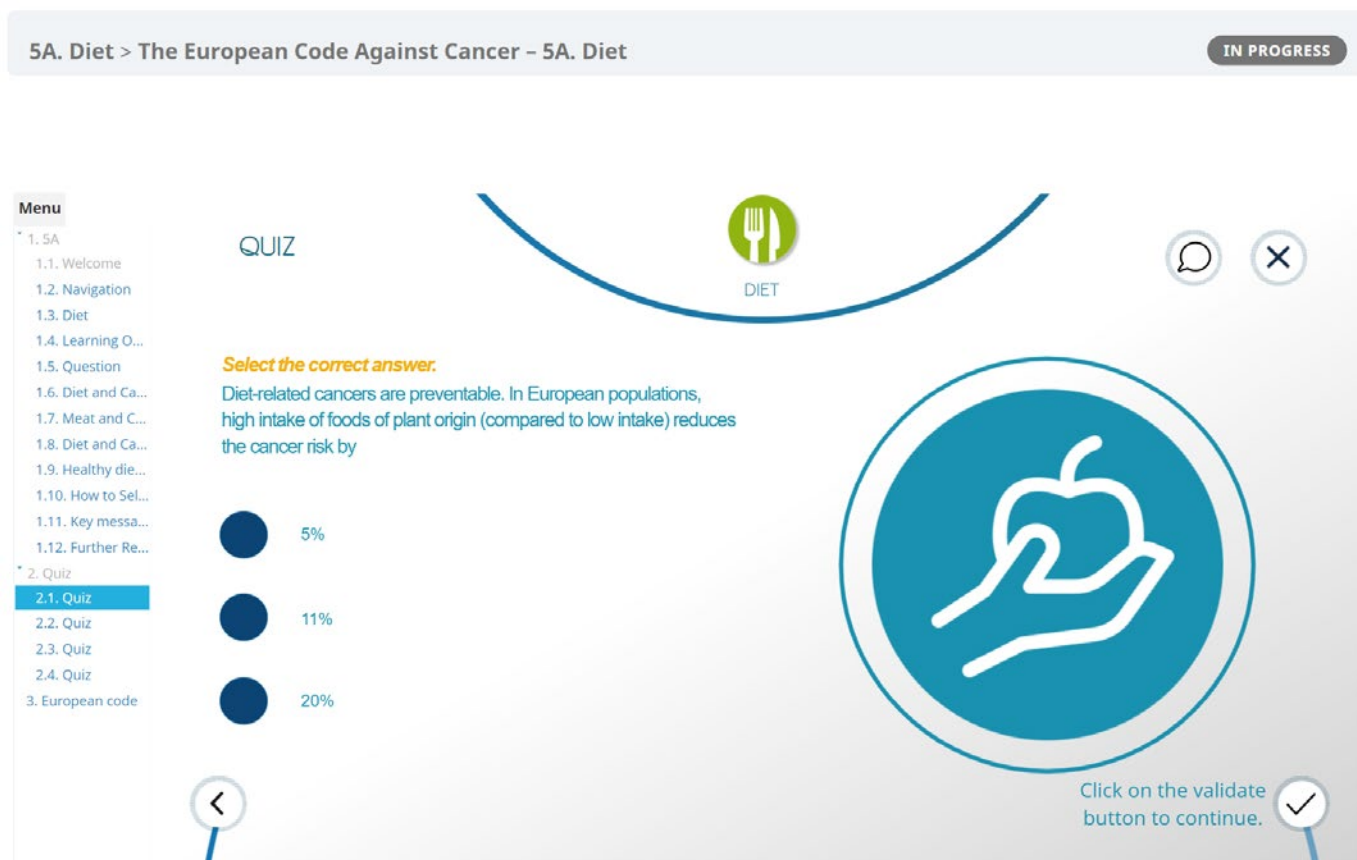 5A. Diet > The European Code Against Cancer – 5A. Diet
IN PROGRESS
Menu
1. 5A
1.1. Welcome
1.2. Navigation
1.3. Diet
1.4. Learning O...
1.5. Question
1.6. Diet and Ca...
1.7. Meat and C...
1.8. Diet and Ca...
1.9. Healthy die...
1.10. How to Sel...
1.11. Key messa...
1.12. Further Re...
2. Quiz
2.1. Quiz
2.2. Quiz
2.3. Quiz
2.4. Quiz
3. European code
QUIZ
DIET
Select the correct answer.
Diet-related cancers are preventable. In European populations,
high intake of foods of plant origin (compared to low intake) reduces
the cancer risk by
5%
11%
20%
Click on the validate
button to continue.